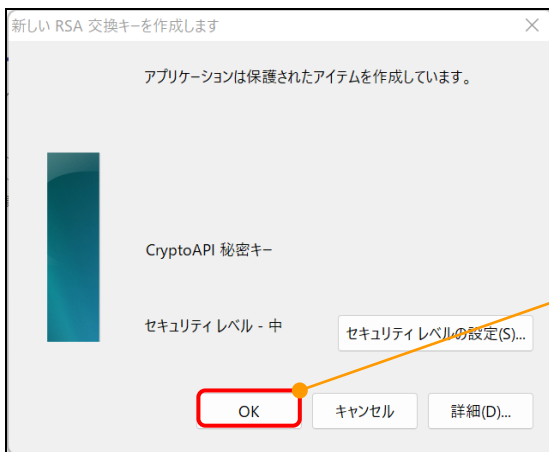 新しい RSA 交換キーを作成します
アプリケーションは保護されたアイテムを作成しています。
CryptoAPI 秘密キー
セキュリティ レベル - 中
セキュリティ レベルの設定(S)...
OK
キャンセル
詳細(D)...